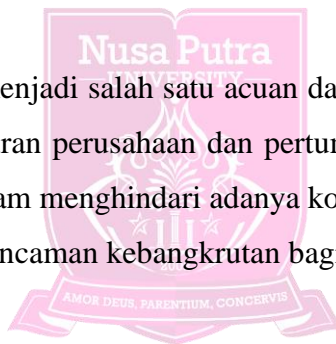 Nusa Putra
UNIVERSITY
enjadi salah satu acuan da
ran perusahaan dan pertu
am menghindari adanya ko
ncaman kebangkrutan bag
AMOR DEUS, PARENTIUM, CONCERVIS